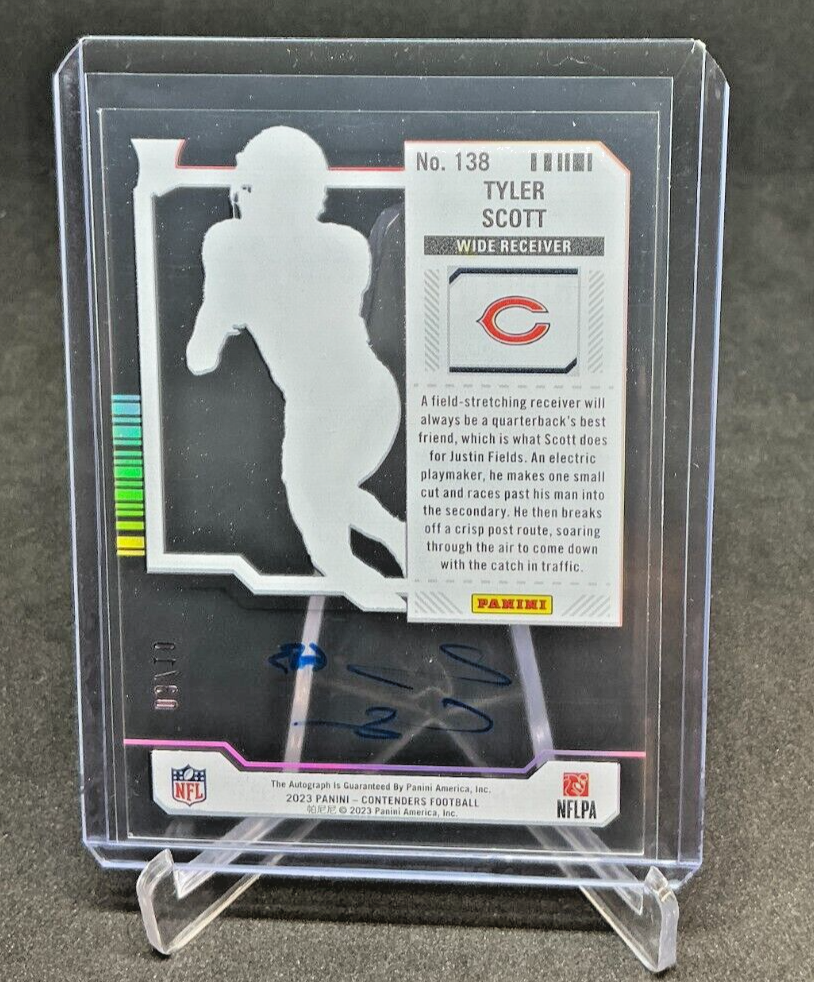 No. 138
TYLER
SCOTT
WIDE RECEIVER
A field-stretching receiver will
always be a quarterback's best
friend, which is what Scott does
for Justin Fields. An electric
playmaker, he makes one small
cut and races past his man into
the secondary. He then breaks
off a crisp post route, soaring
through the air to come down
with the catch in traffic.
PANINI
NFL
The Autograph Is Guaranteed By Panini America, Inc.
2023 PANINI – CONTENDERS FOOTBALL
帕尼尼 © 2023 Panini America, Inc.
NFLPA